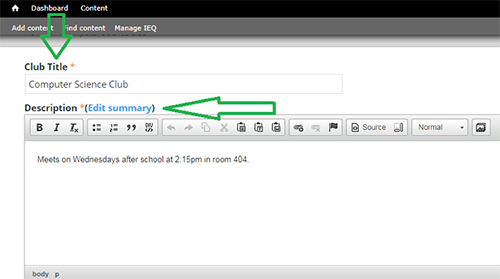 Dashboard Content
Add content Find content Manage IEQ
Club Title *
Computer Science Club
Description *(Edit summary)
B I Tx Source Normal
Meets on Wednesdays after school at 2:15pm in room 404.
body p